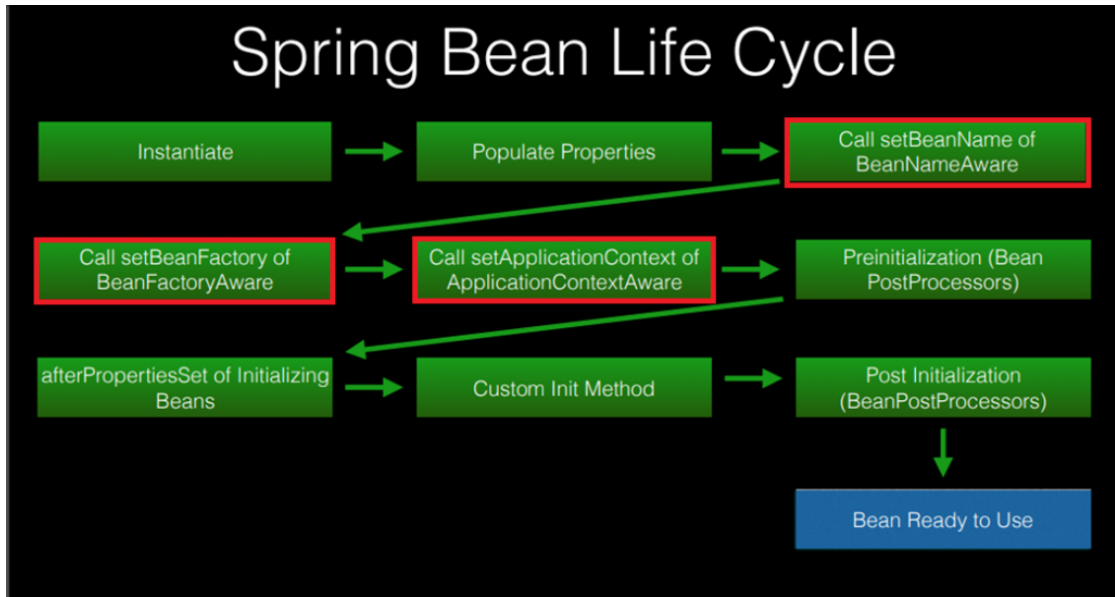 Spring Bean Life Cycle
Instantiate
Populate Properties
Call setBeanName of
BeanNameAware
Call setBeanFactory of
BeanFactoryAware
Call setApplicationContext of
ApplicationContextAware
Preinitialization (Bean
PostProcessors)
afterPropertiesSet of Initializing
Beans
Custom Init Method
Post Initialization
(BeanPostProcessors)
Bean Ready to Use